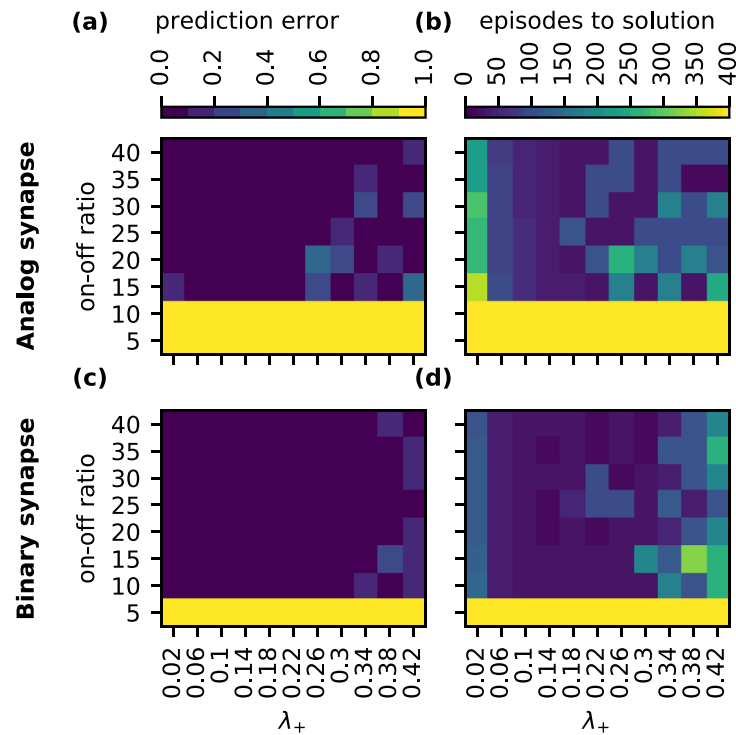 (a) prediction error
(b) episodes to solution
0.0 0.2 0.4 0.6 0.8 1.0
0 50 100 150 200 250 300 350 400
Analog synapse
on-off ratio
40
35
30
25
20
15
10
5
(c)
(d)
Binary synapse
on-off ratio
40
35
30
25
20
15
10
5
0.02 0.06 0.1 0.14 0.18 0.22 0.26 0.3 0.34 0.38 0.42
λ+
0.02 0.06 0.1 0.14 0.18 0.22 0.26 0.3 0.34 0.38 0.42
λ+